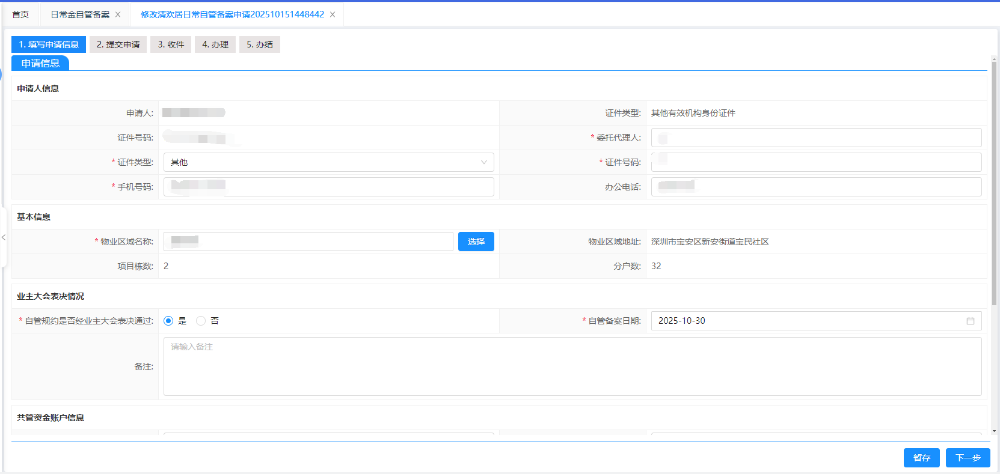 首页 日常金自管备案 修改清欢居日常自管备案申请202510151448442
1. 填写申请信息 2. 提交申请 3. 收件 4. 办理 5. 办结
申请信息
申请人信息
申请人: 证件类型: 其他有效机构身份证件
证件号码: * 委托代理人:
* 证件类型: 其他 * 证件号码:
* 手机号码: 办公电话:
基本信息
* 物业区域名称: 选择 物业区域地址: 深圳市宝安区新安街道宝民社区
项目栋数: 2 分户数: 32
业主大会表决情况
* 自管规约是否经业主大会表决通过: 是 否 * 自管备案日期: 2025-10-30
备注: 请输入备注
共管资金账户信息
暂存 下一步